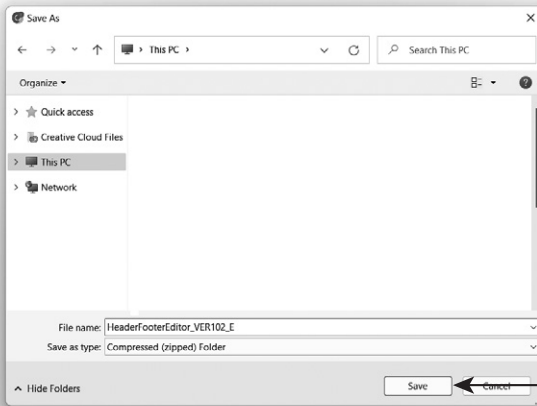 Save As
This PC
Search This PC
Organize
Quick access
Creative Cloud Files
This PC
Network
File name: HeaderFooterEditor_VER102_E
Save as type: Compressed (zipped) Folder
Hide Folders
Save
Cancel